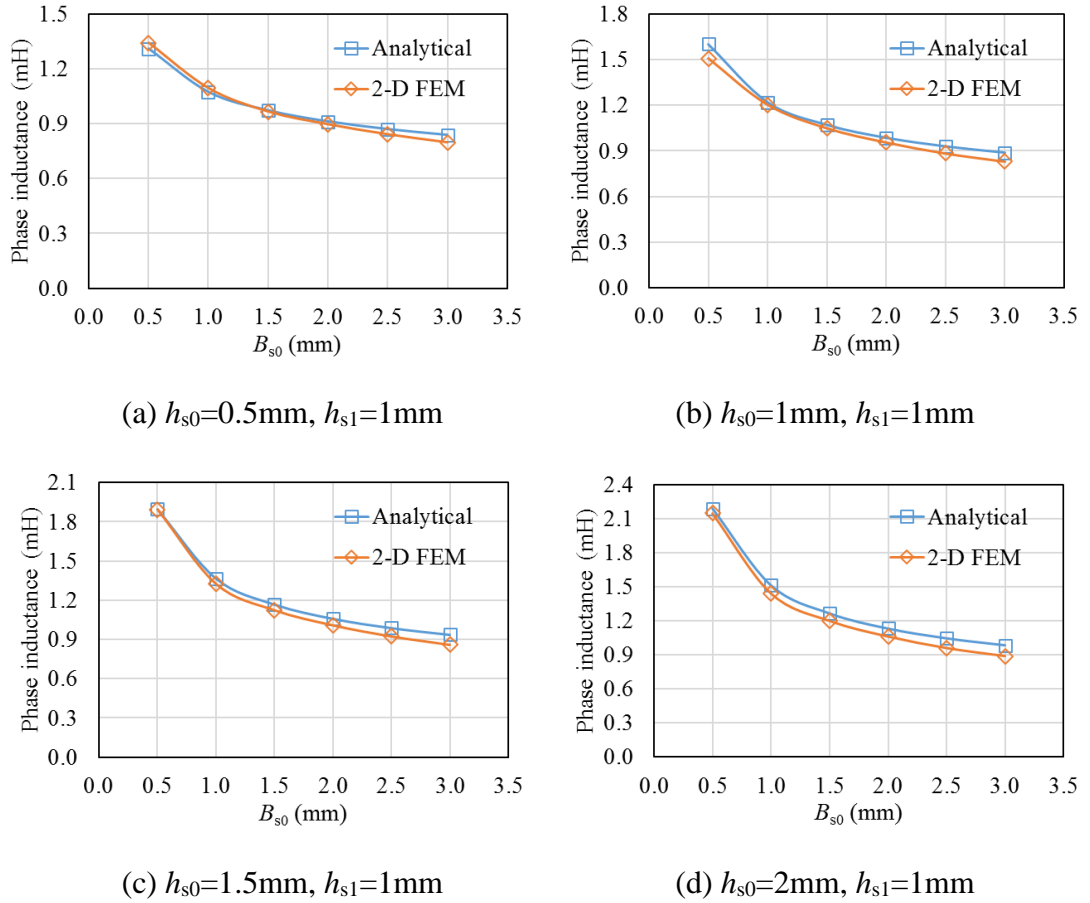 1.5
1.2
0.9
0.6
0.3
0.0
Phase inductance (mH)
Analytical
2-D FEM
0.0 0.5 1.0 1.5 2.0 2.5 3.0 3.5
Bs0 (mm)
(a) hs0=0.5mm, hs1=1mm
1.8
1.5
1.2
0.9
0.6
0.3
0.0
Phase inductance (mH)
Analytical
2-D FEM
0.0 0.5 1.0 1.5 2.0 2.5 3.0 3.5
Bs0 (mm)
(b) hs0=1mm, hs1=1mm
2.1
1.8
1.5
1.2
0.9
0.6
0.3
0.0
Phase inductance (mH)
Analytical
2-D FEM
0.0 0.5 1.0 1.5 2.0 2.5 3.0 3.5
Bs0 (mm)
(c) hs0=1.5mm, hs1=1mm
2.4
2.1
1.8
1.5
1.2
0.9
0.6
0.3
0.0
Phase inductance (mH)
Analytical
2-D FEM
0.0 0.5 1.0 1.5 2.0 2.5 3.0 3.5
Bs0 (mm)
(d) hs0=2mm, hs1=1mm